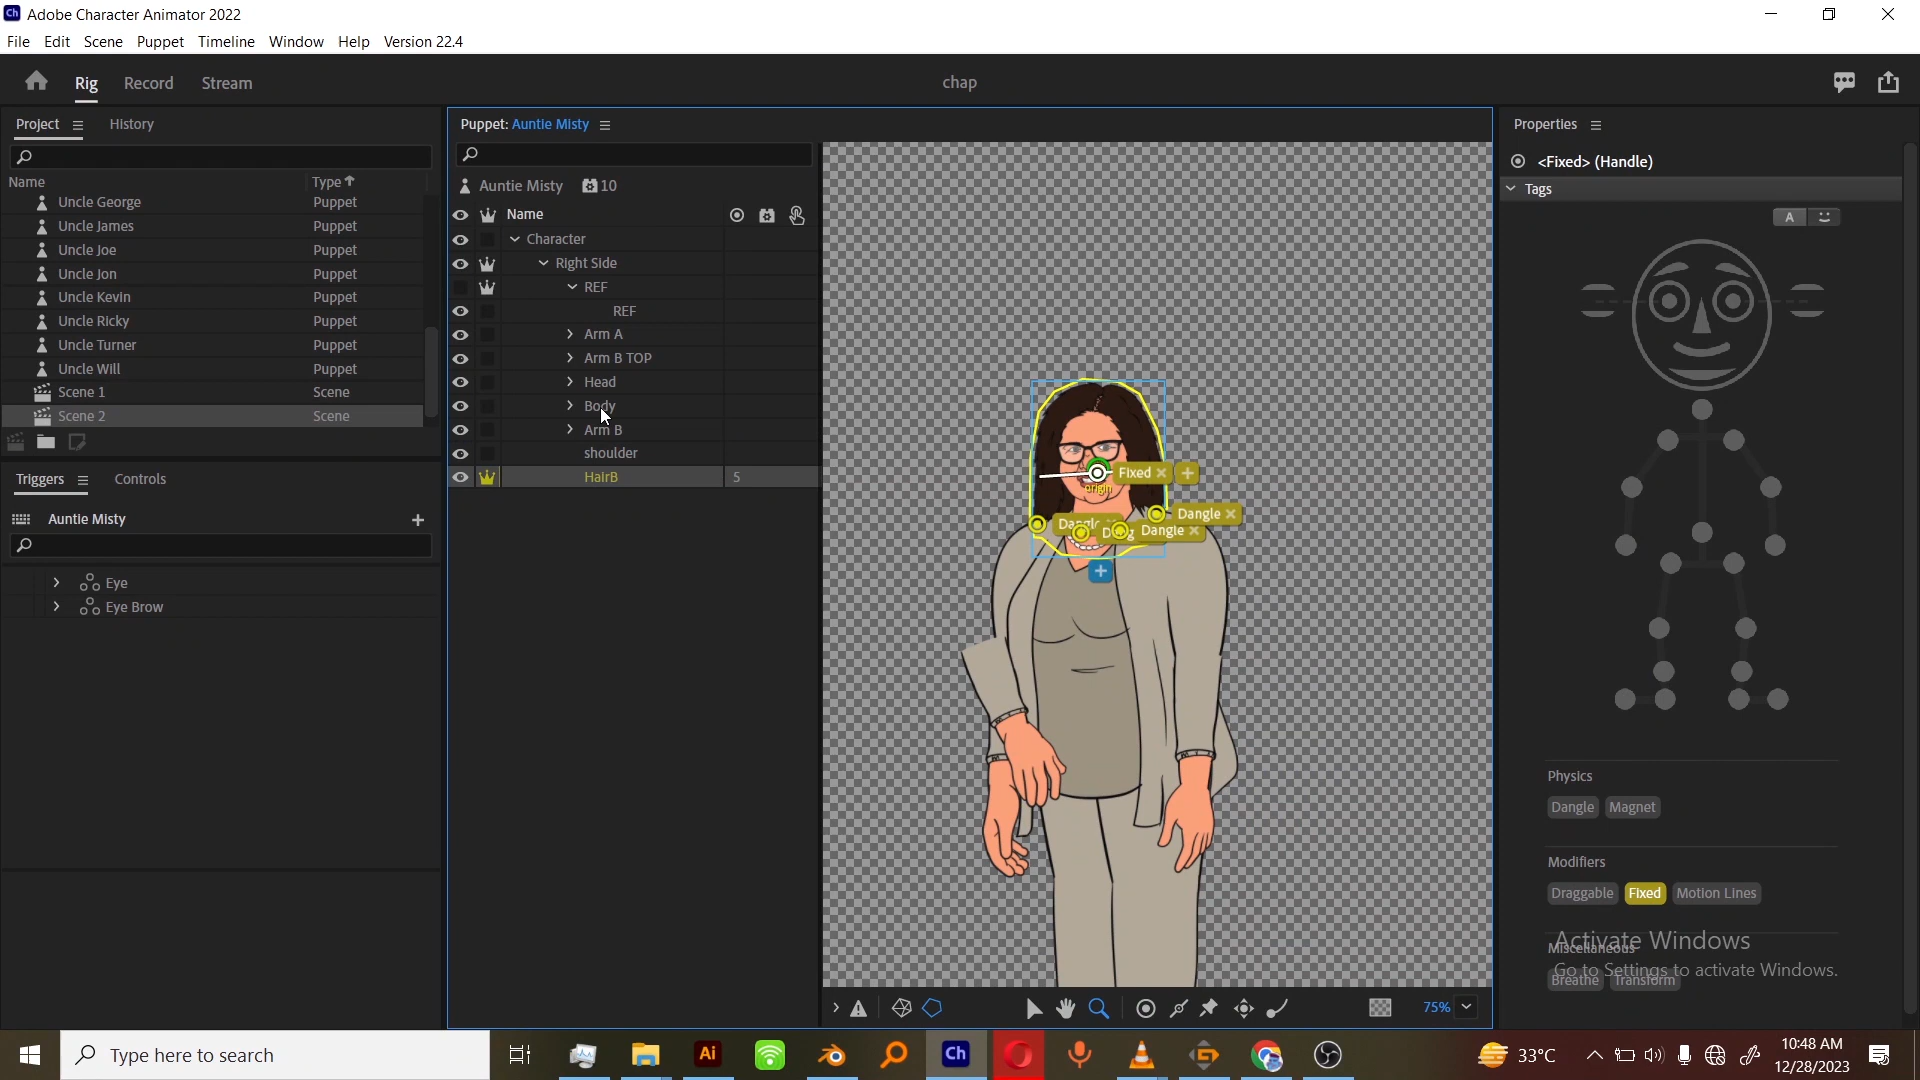 Adobe Character Animator 2022
File Edit Scene Puppet Timeline Window Help Version 22.4
Rig Record Stream
chap
Project
History
Name
Type
Uncle George Puppet
Uncle James Puppet
Uncle Joe Puppet
Uncle Jon Puppet
Uncle Kevin Puppet
Uncle Ricky Puppet
Uncle Turner Puppet
Uncle Will Puppet
Scene 1 Scene
Scene 2 Scene
Triggers
Controls
Auntie Misty
Eye
Eye Brow
Puppet: Auntie Misty
Auntie Misty 10
Name
Character
Right Side
REF
REF
Arm A
Arm B TOP
Head
Body
Arm B
shoulder
HairB 5
Fixed
origin
Dangle
Dangle
Dangle
75%
Properties
<Fixed> (Handle)
Tags
A
Physics
Dangle Magnet
Modifiers
Draggable Fixed Motion Lines
Miscellaneous
Breathe Transform
Activate Windows
Go to Settings to activate Windows.
Type here to search
Ai
Ch
33°C
10:48 AM
12/28/2023